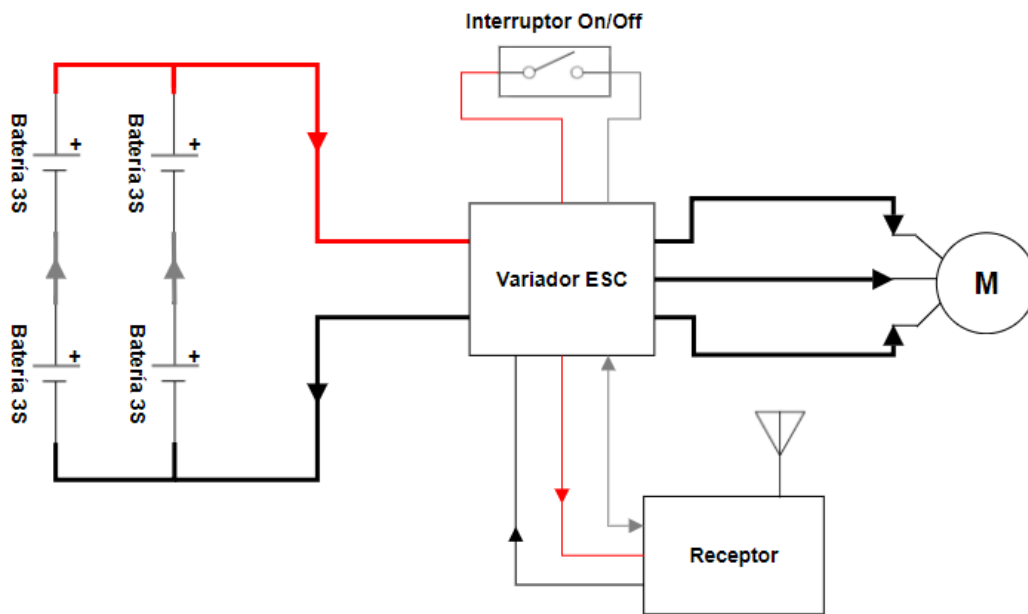 Interruptor On/Off
Batería 3S
+
Batería 3S
+
Variador ESC
M
Batería 3S
+
Batería 3S
+
Receptor